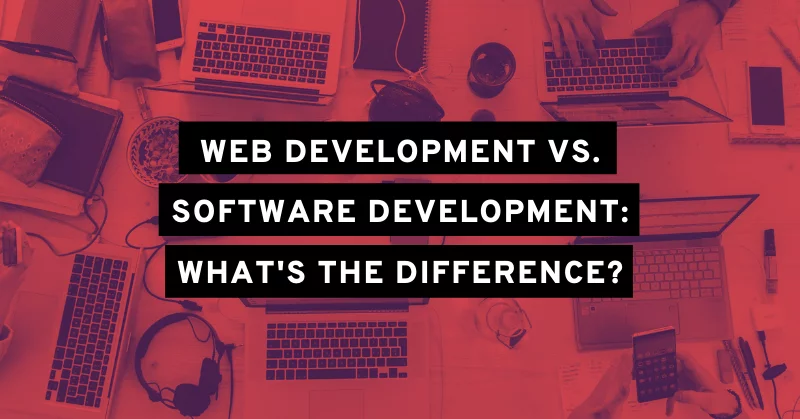 WEB DEVELOPMENT VS.
SOFTWARE DEVELOPMENT:
WHAT'S THE DIFFERENCE?